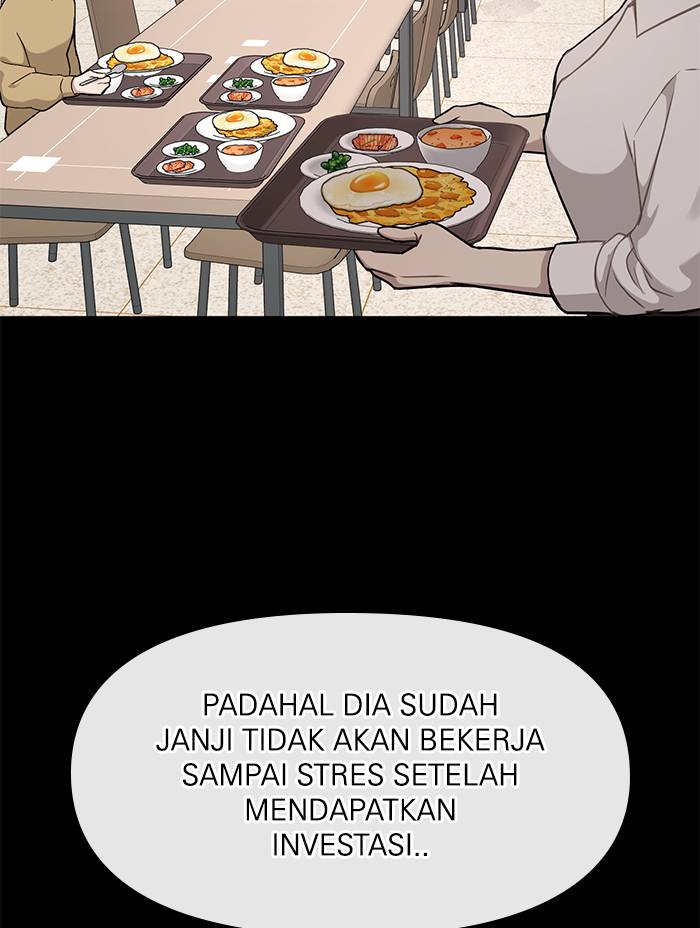 PADAHAL DIA SUDAH
JANJI TIDAK AKAN BEKERJA
SAMPAI STRES SETELAH
MENDAPATKAN
INVESTASI..